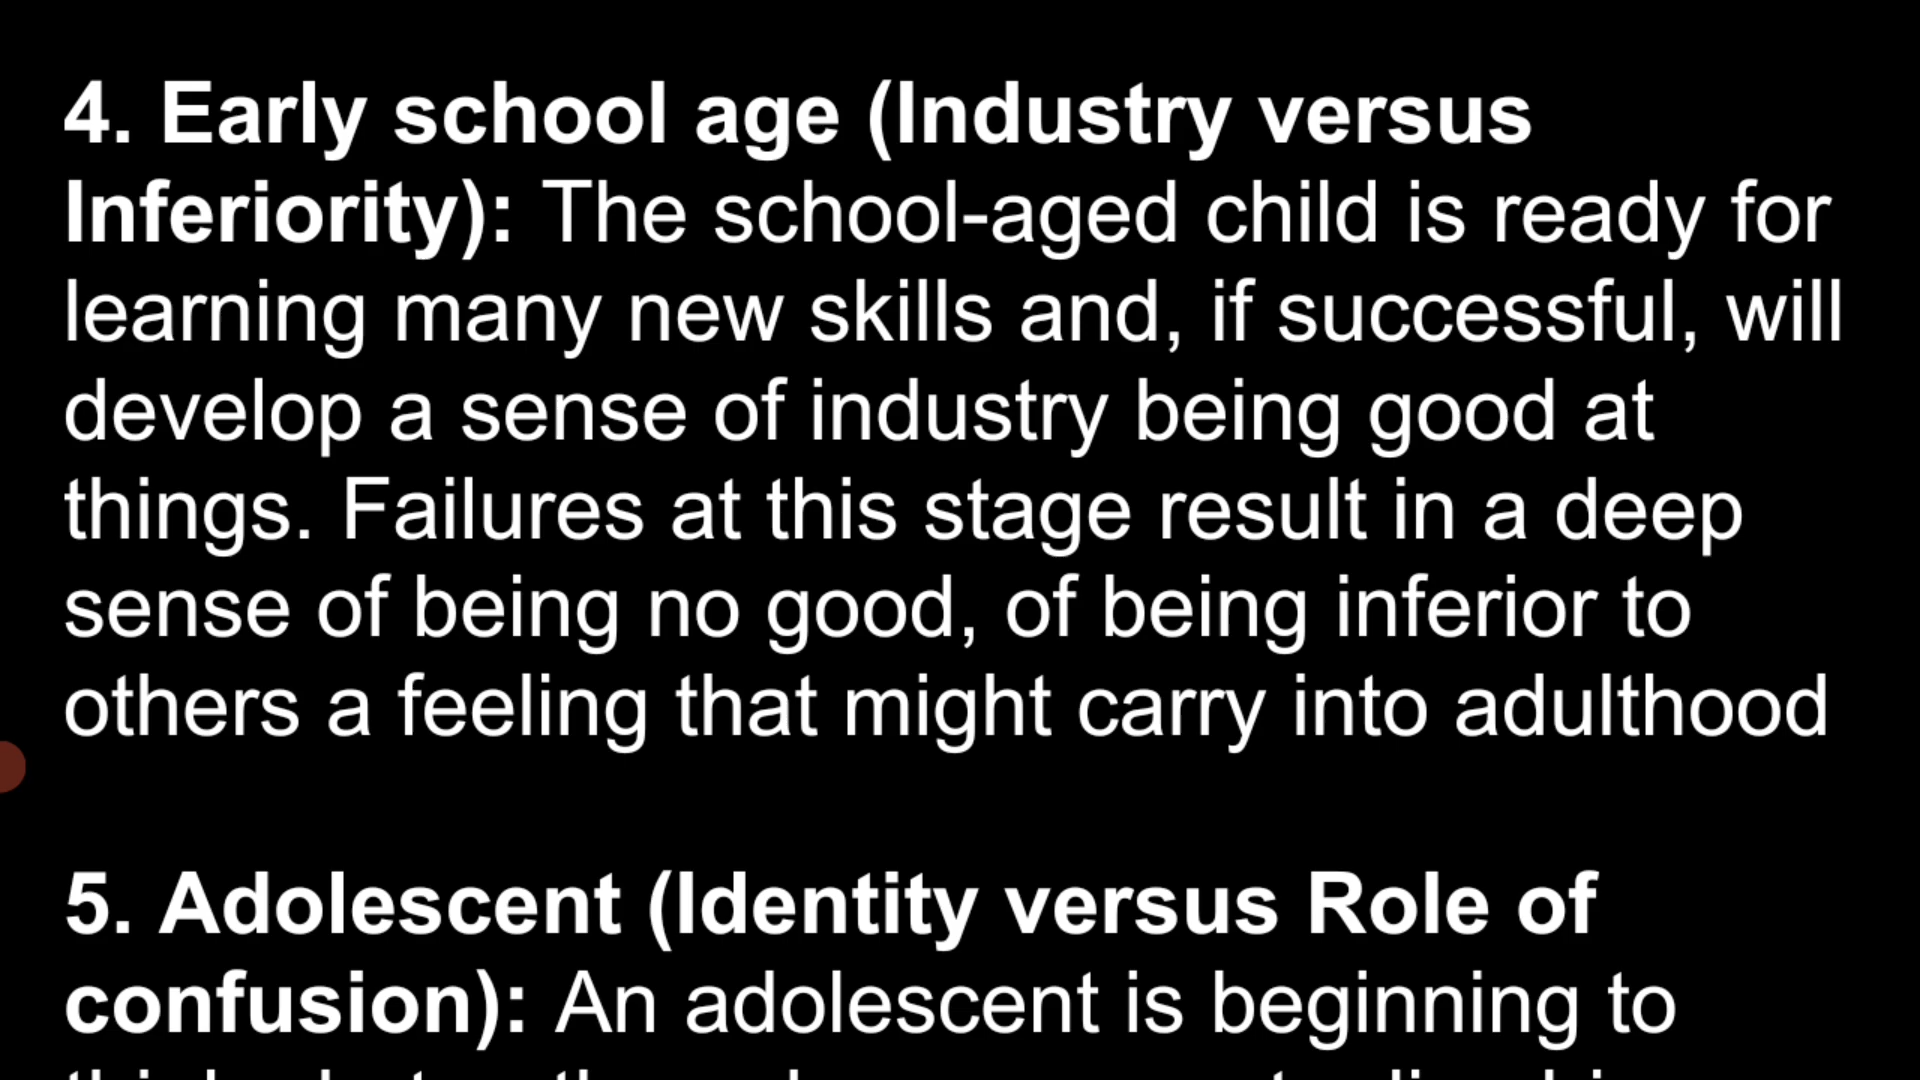 4. Early school age (Industry versus
Inferiority): The school-aged child is ready for
learning many new skills and, if successful, will
develop a sense of industry being good at
things. Failures at this stage result in a deep
sense of being no good, of being inferior to
others a feeling that might carry into adulthood
5. Adolescent (Identity versus Role of
confusion): An adolescent is beginning to